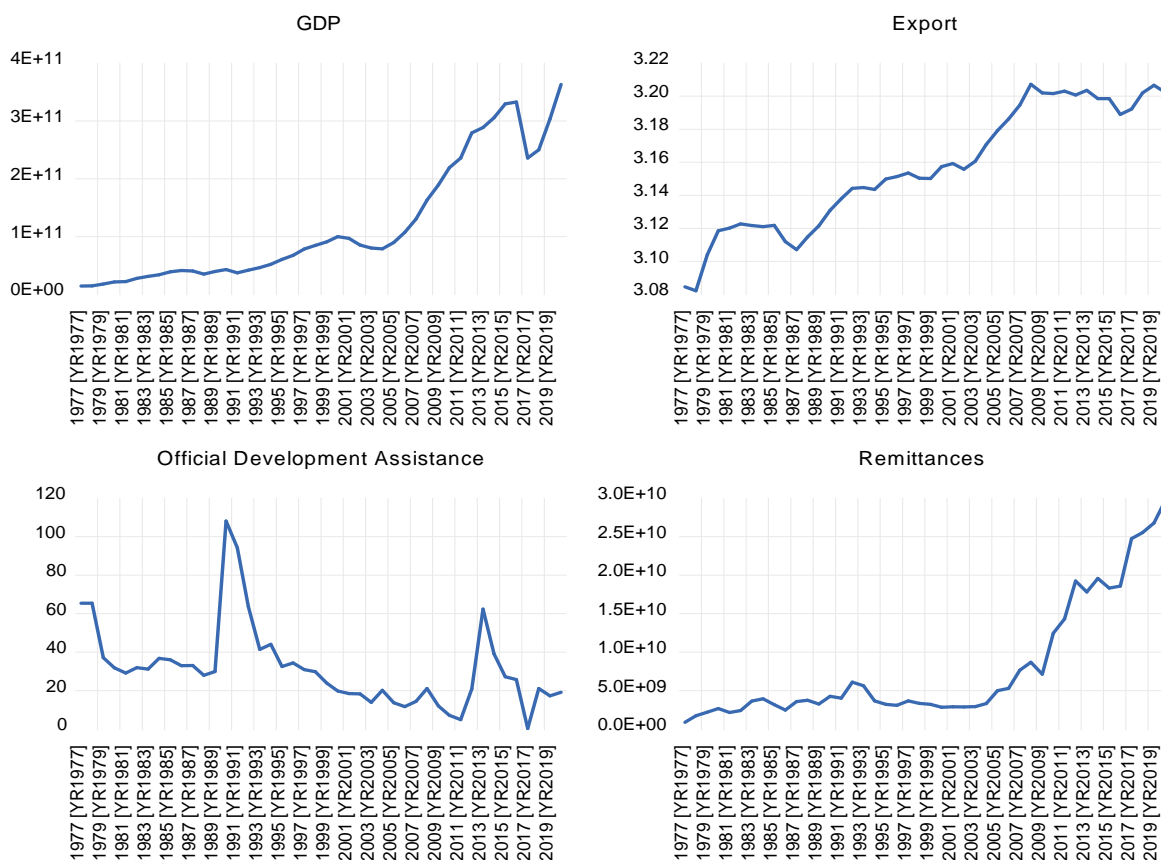 GDP
4E+11
3E+11
2E+11
1E+11
0E+00
1977 [YR1977]
1979 [YR1979]
1981 [YR1981]
1983 [YR1983]
1985 [YR1985]
1987 [YR1987]
1989 [YR1989]
1991 [YR1991]
1993 [YR1993]
1995 [YR1995]
1997 [YR1997]
1999 [YR1999]
2001 [YR2001]
2003 [YR2003]
2005 [YR2005]
2007 [YR2007]
2009 [YR2009]
2011 [YR2011]
2013 [YR2013]
2015 [YR2015]
2017 [YR2017]
2019 [YR2019]
Export
3.22
3.20
3.18
3.16
3.14
3.12
3.10
3.08
1977 [YR1977]
1979 [YR1979]
1981 [YR1981]
1983 [YR1983]
1985 [YR1985]
1987 [YR1987]
1989 [YR1989]
1991 [YR1991]
1993 [YR1993]
1995 [YR1995]
1997 [YR1997]
1999 [YR1999]
2001 [YR2001]
2003 [YR2003]
2005 [YR2005]
2007 [YR2007]
2009 [YR2009]
2011 [YR2011]
2013 [YR2013]
2015 [YR2015]
2017 [YR2017]
2019 [YR2019]
Official Development Assistance
120
100
80
60
40
20
0
1977 [YR1977]
1979 [YR1979]
1981 [YR1981]
1983 [YR1983]
1985 [YR1985]
1987 [YR1987]
1989 [YR1989]
1991 [YR1991]
1993 [YR1993]
1995 [YR1995]
1997 [YR1997]
1999 [YR1999]
2001 [YR2001]
2003 [YR2003]
2005 [YR2005]
2007 [YR2007]
2009 [YR2009]
2011 [YR2011]
2013 [YR2013]
2015 [YR2015]
2017 [YR2017]
2019 [YR2019]
Remittances
3.0E+10
2.5E+10
2.0E+10
1.5E+10
1.0E+10
5.0E+09
0.0E+00
1977 [YR1977]
1979 [YR1979]
1981 [YR1981]
1983 [YR1983]
1985 [YR1985]
1987 [YR1987]
1989 [YR1989]
1991 [YR1991]
1993 [YR1993]
1995 [YR1995]
1997 [YR1997]
1999 [YR1999]
2001 [YR2001]
2003 [YR2003]
2005 [YR2005]
2007 [YR2007]
2009 [YR2009]
2011 [YR2011]
2013 [YR2013]
2015 [YR2015]
2017 [YR2017]
2019 [YR2019]